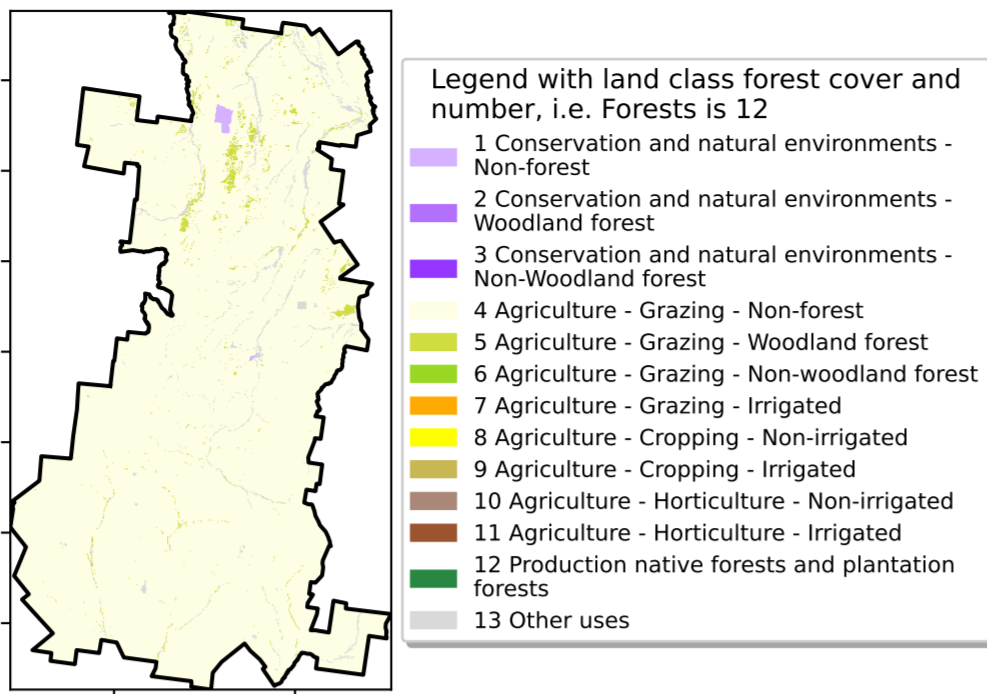 Legend with land class forest cover and
number, i.e. Forests is 12
1 Conservation and natural environments -
Non-forest
2 Conservation and natural environments -
Woodland forest
3 Conservation and natural environments -
Non-Woodland forest
4 Agriculture - Grazing - Non-forest
5 Agriculture - Grazing - Woodland forest
6 Agriculture - Grazing - Non-woodland forest
7 Agriculture - Grazing - Irrigated
8 Agriculture - Cropping - Non-irrigated
9 Agriculture - Cropping - Irrigated
10 Agriculture - Horticulture - Non-irrigated
11 Agriculture - Horticulture - Irrigated
12 Production native forests and plantation
forests
13 Other uses